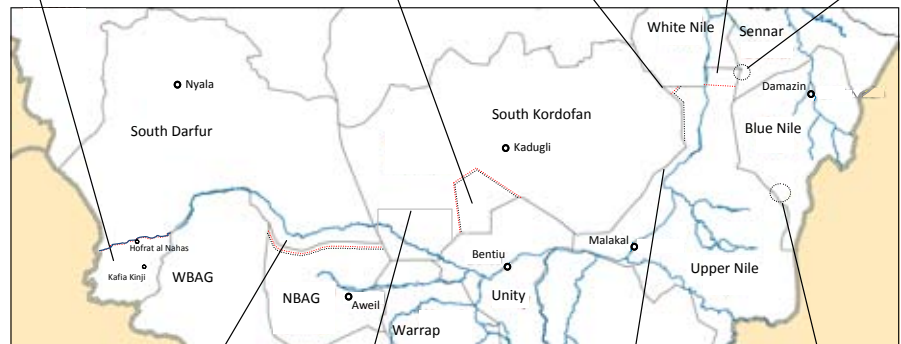 White Nile
Sennar
Nyala
Damazin
South Kordofan
South Darfur
Blue Nile
Kadugli
Malakal
Hofrat al Nahas
Bentiu
Upper Nile
Kafia Kinji
WBAG
NBAG
Aweil
Unity
Warrap